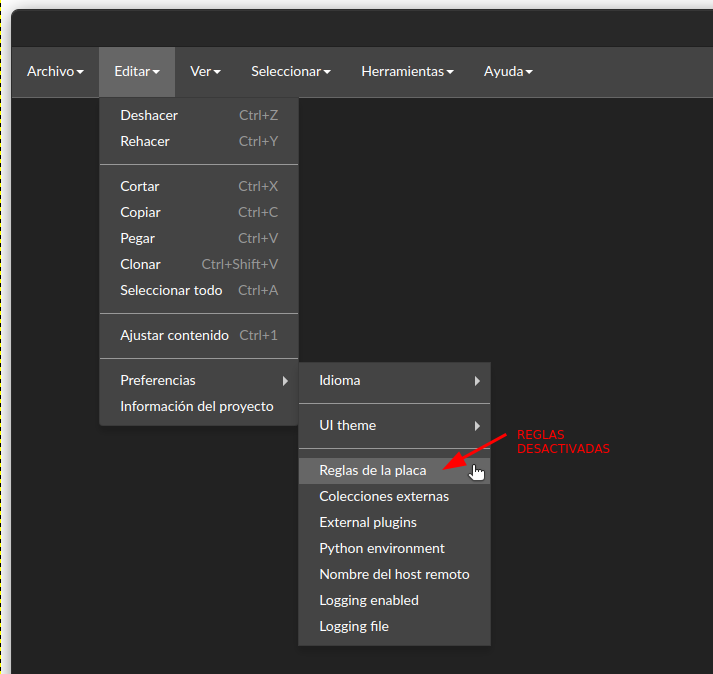 Archivo Editar Ver Seleccionar Herramientas Ayuda
Deshacer Ctrl+Z
Rehacer Ctrl+Y
Cortar Ctrl+X
Copiar Ctrl+C
Pegar Ctrl+V
Clonar Ctrl+Shift+V
Seleccionar todo Ctrl+A
Ajustar contenido Ctrl+1
Preferencias
Información del proyecto
Idioma
UI theme
Reglas de la placa
Colecciones externas
External plugins
Python environment
Nombre del host remoto
Logging enabled
Logging file
REGLAS
DESACTIVADAS